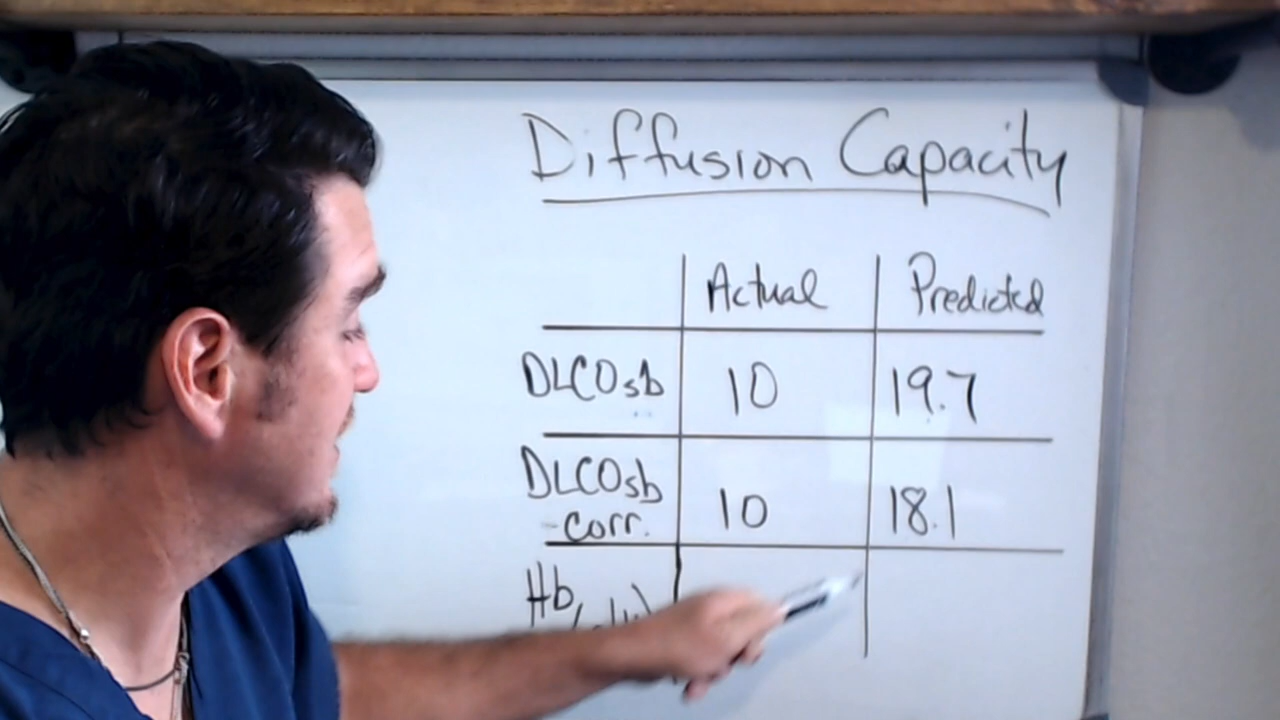 Diffusion Capacity
Actual Predicted
DLCOsb 10 19.7
DLCOsb
-Corr. 10 18.1
Hb